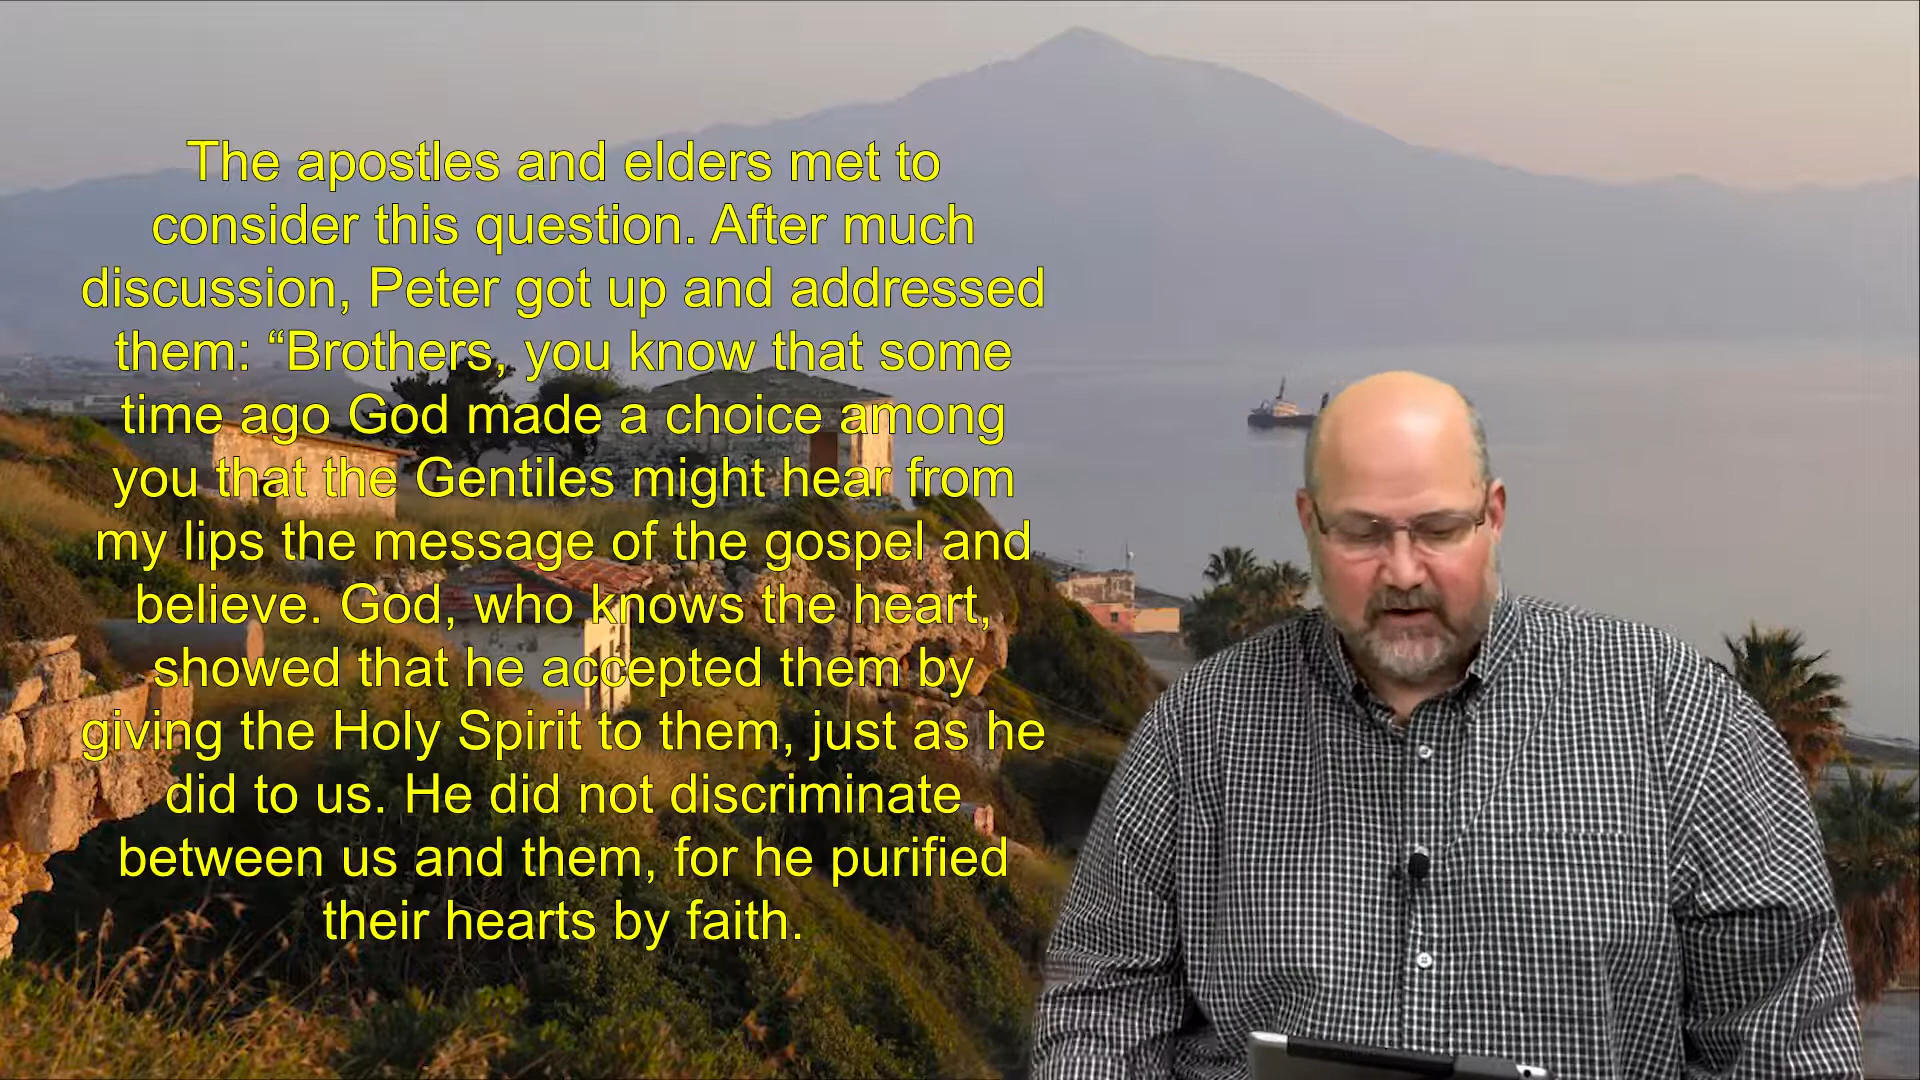 The apostles and elders met to
consider this question. After much
discussion, Peter got up and addressed
them: “Brothers, you know that some
time ago God made a choice among
you that the Gentiles might hear from
my lips the message of the gospel and
believe. God, who knows the heart,
showed that he accepted them by
giving the Holy Spirit to them, just as he
did to us. He did not discriminate
between us and them, for he purified
their hearts by faith.